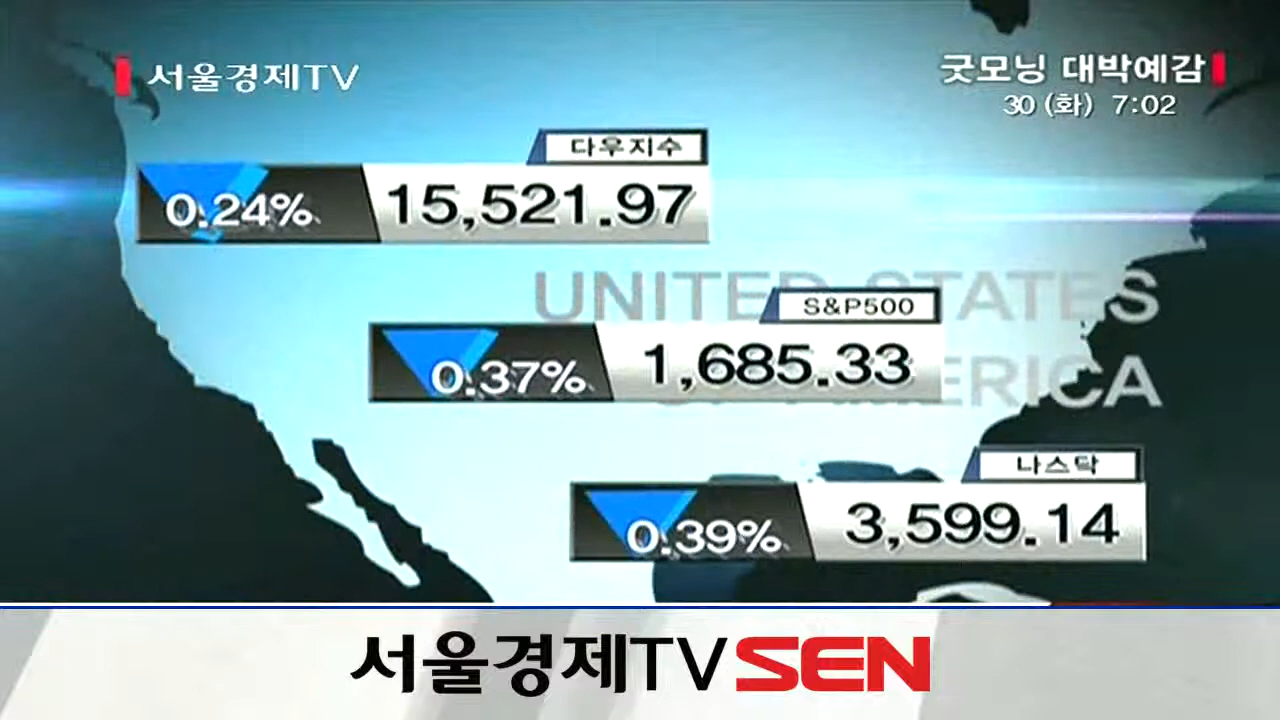 서울경제TV
굿모닝 대박예감
30 (화) 7:02
다우지수
0.24% 15,521.97
UNITED STATES
S&P500
0.37% 1,685.33
나스닥
0.39% 3,599.14
서울경제TV SEN